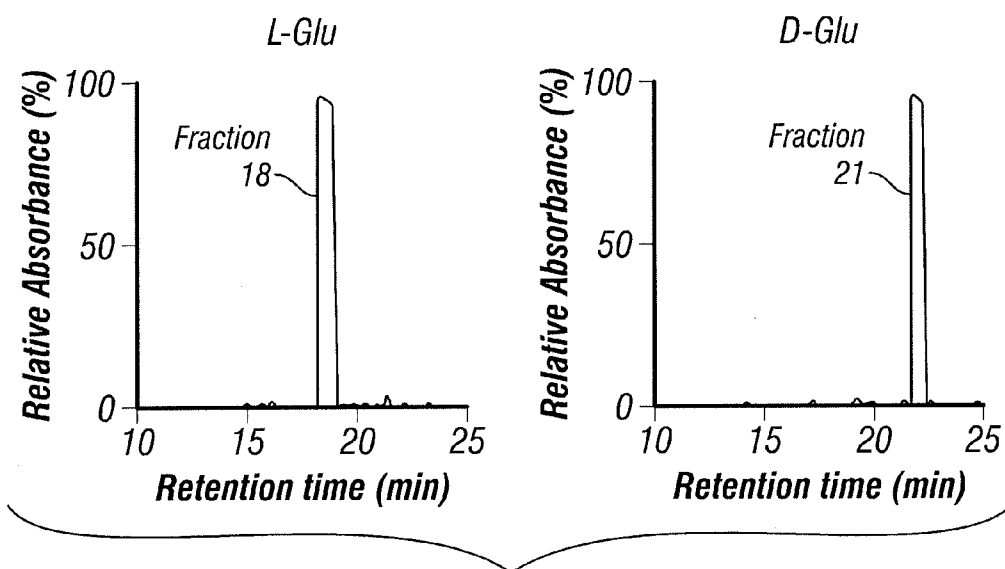 L-Glu
Relative Absorbance (%)
100
50
0
Fraction
18
10
15
20
25
Retention time (min)
D-Glu
Relative Absorbance (%)
100
50
0
Fraction
21
10
15
20
25
Retention time (min)